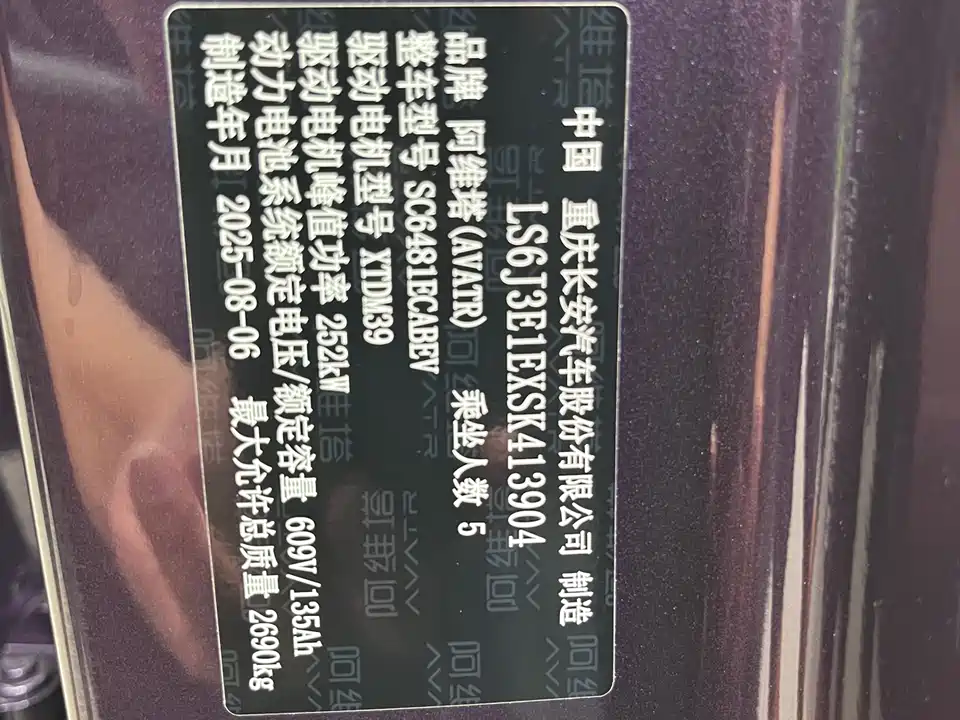 中国 重庆长安汽车股份有限公司 制造
LS6J3E1EXSK413904
品牌 阿维塔(AVATR) 乘坐人数 5
整车型号 SC6481ECABEV
驱动电机型号 XTDM39
驱动电机峰值功率 252kW
动力电池系统额定电压/额定容量 609V/135Ah
制造年月 2025-08-06 最大允许总质量 2690kg